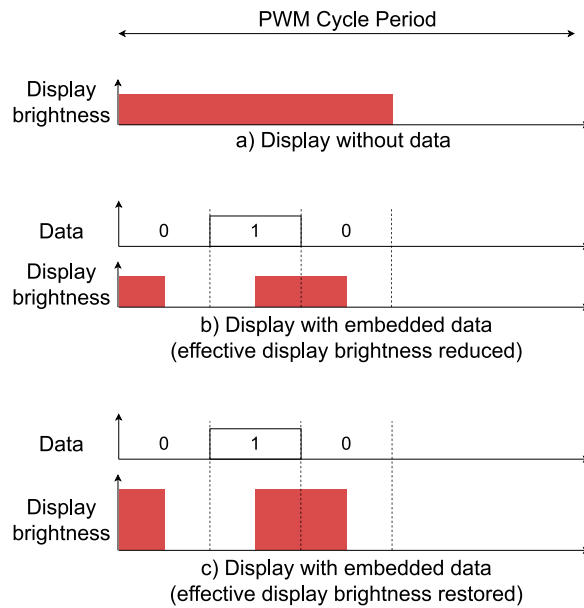 PWM Cycle Period
Display
brightness
a) Display without data
Data
0
1
0
Display
brightness
b) Display with embedded data
(effective display brightness reduced)
Data
0
1
0
Display
brightness
c) Display with embedded data
(effective display brightness restored)